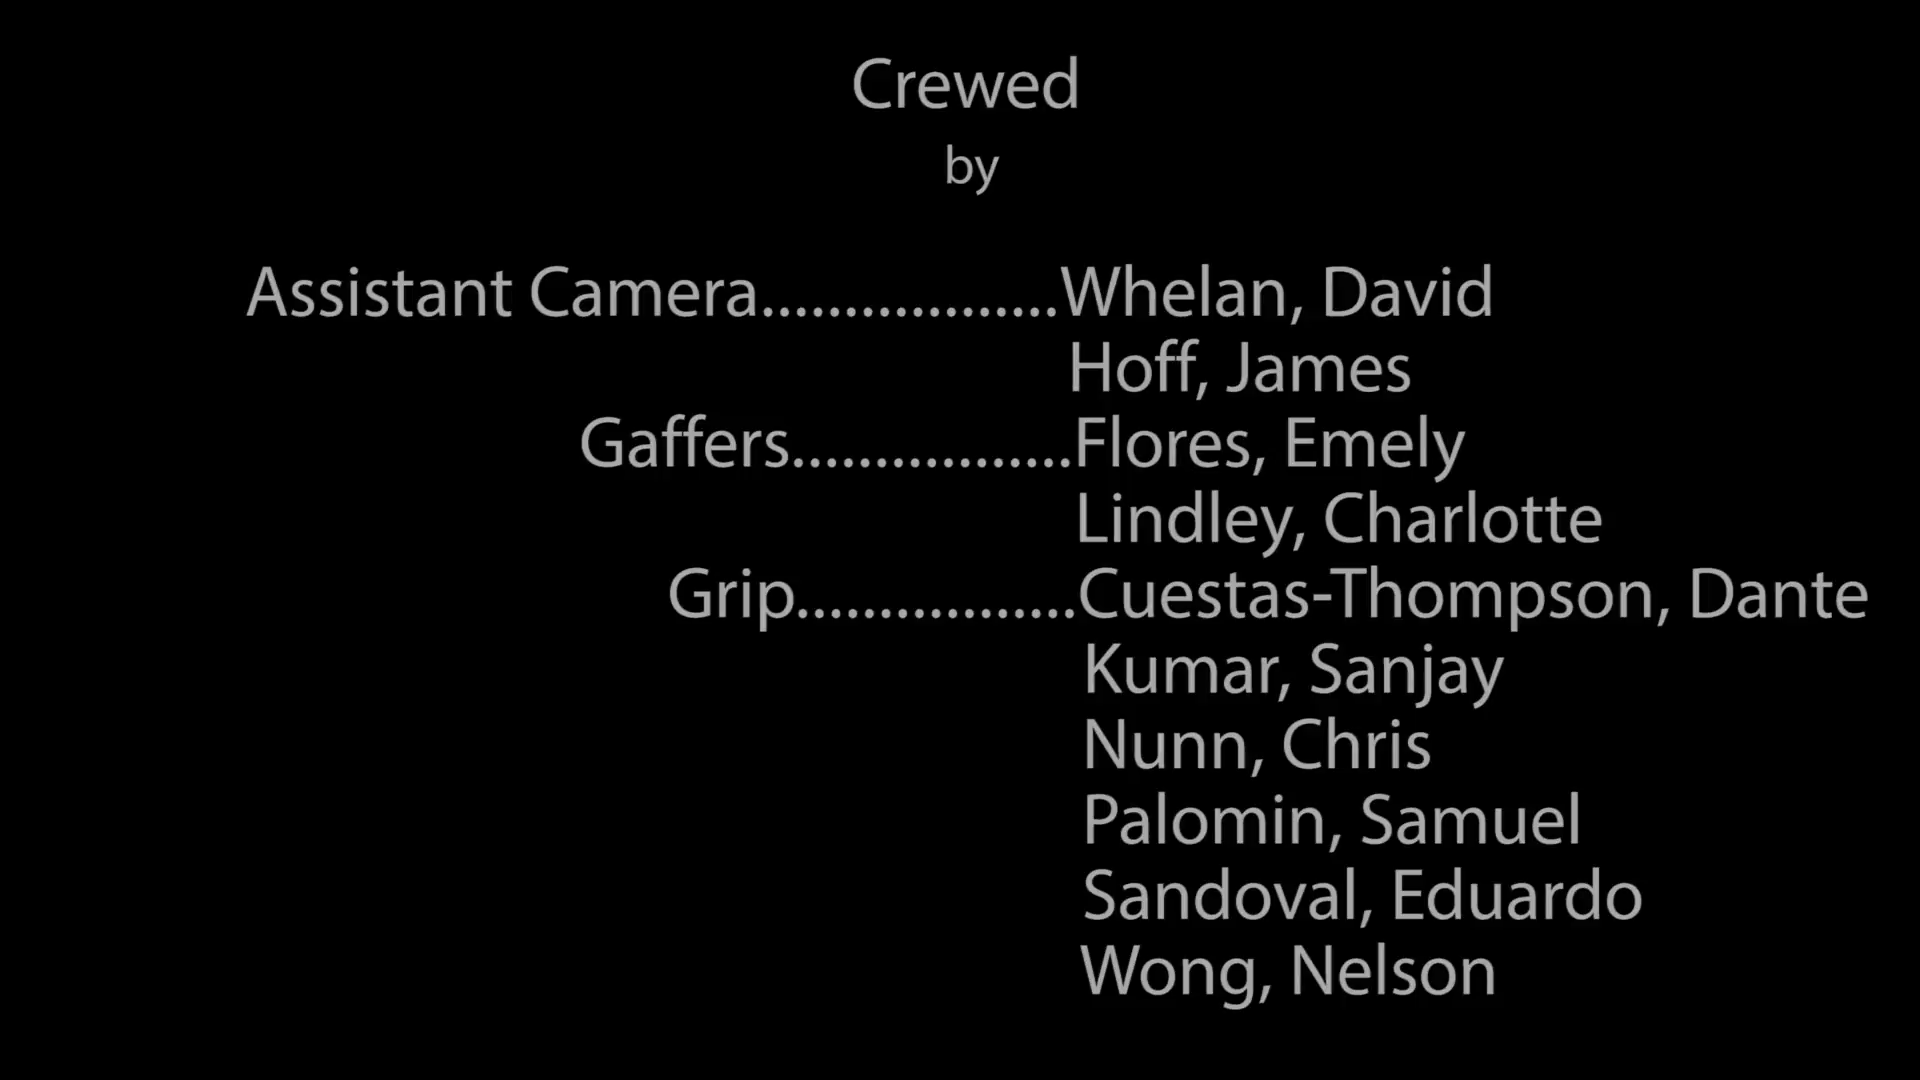 Crewed
by
Assistant Camera..................Whelan, David
Hoff, James
Gaffers.................Flores, Emely
Lindley, Charlotte
Grip.................Cuestas-Thompson, Dante
Kumar, Sanjay
Nunn, Chris
Palomin, Samuel
Sandoval, Eduardo
Wong, Nelson